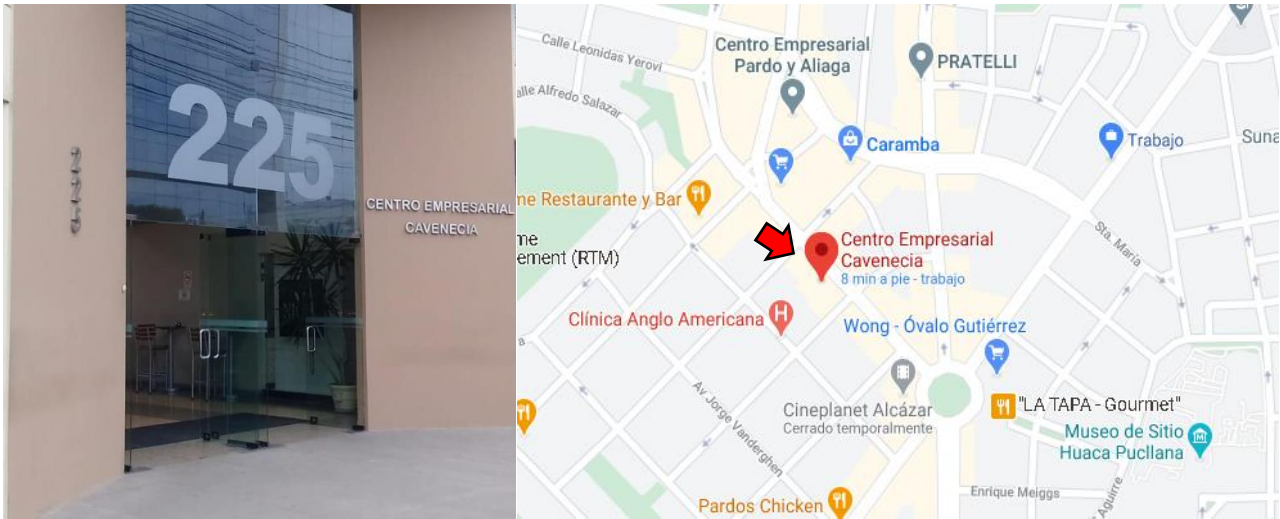 225
225
CENTRO EMPRESARIAL
CAVENECIA
Calle Leonidas Yerovi
alle Alfredo Salazar
Centro Empresarial
Pardo y Aliaga
PRATELLI
Caramba
Trabajo
Suna
me Restaurante y Bar
me
ement (RTM)
Sta. María
Centro Empresarial
Cavenecia
8 min a pie - trabajo
Clínica Anglo Americana
H
Wong - Óvalo Gutiérrez
a
Av Jorge Vanderghen
Cineplanet Alcázar
Cerrado temporalmente
"LA TAPA - Gourmet"
Museo de Sitio
Huaca Pucllana
Pardos Chicken
Enrique Meiggs
Aguirre